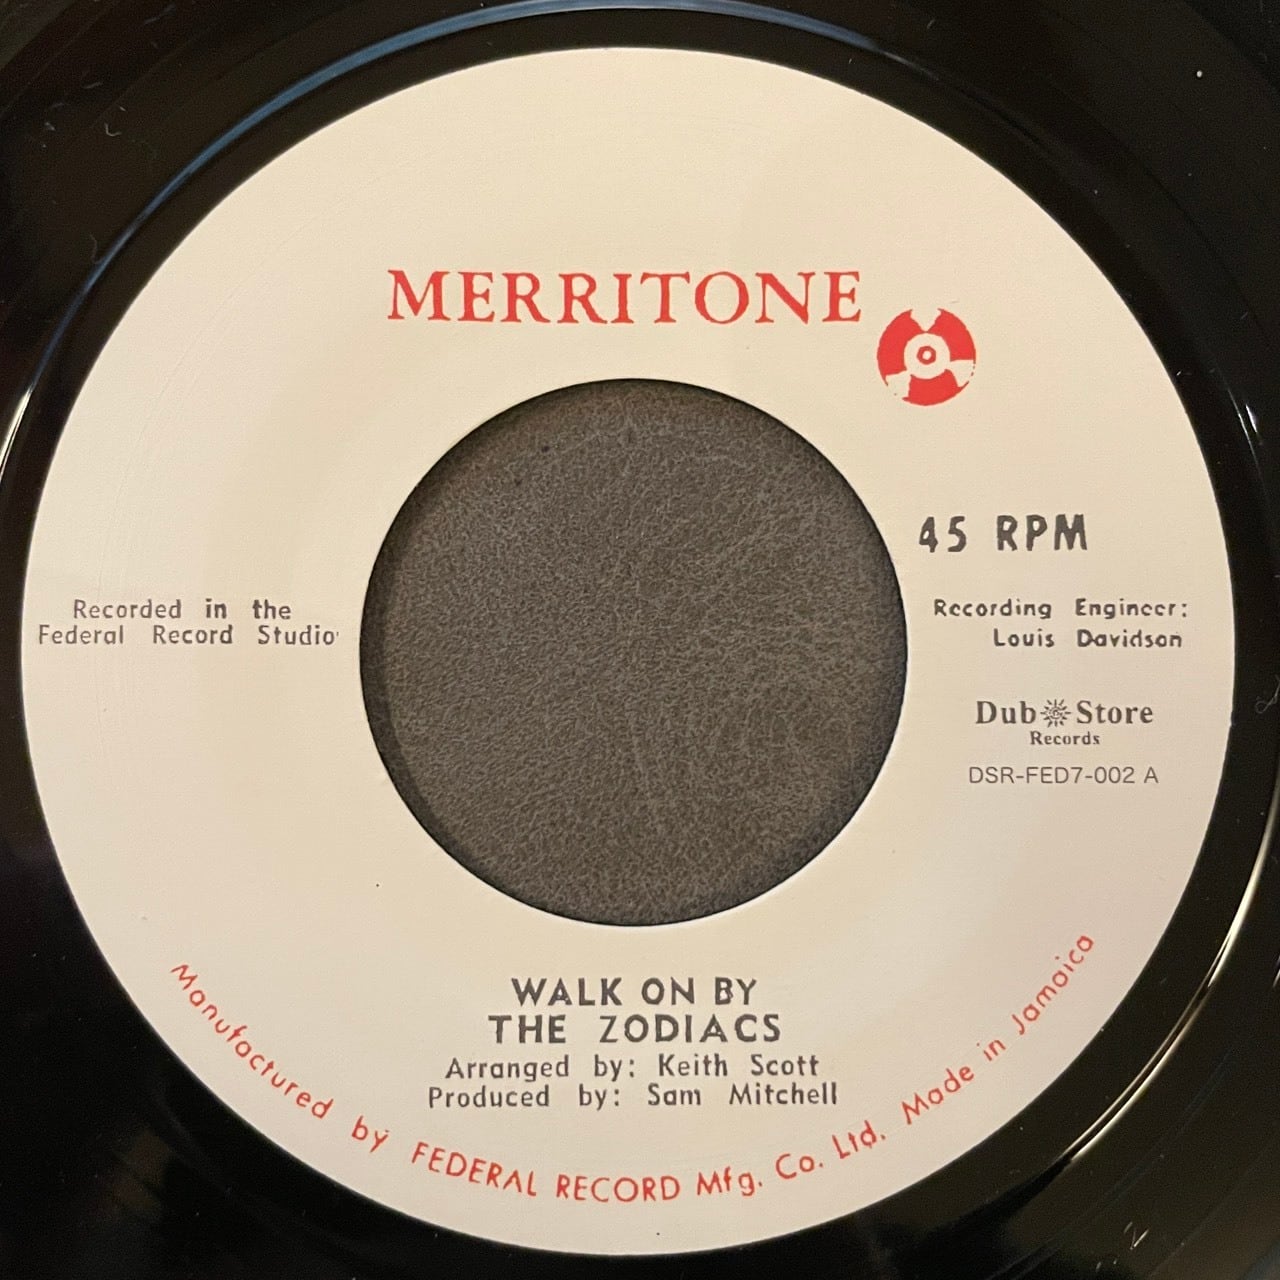 MERRITONE
45 RPM
Recorded in the
Federal Record Studio
Recording Engineer:
Louis Davidson
Dub Store
Records
DSR-FED7-002 A
WALK ON BY
THE ZODIACS
Arranged by: Keith Scott
Produced by: Sam Mitchell
Manufactured by FEDERAL RECORD Mfg. Co. Ltd. Made in Jamaica